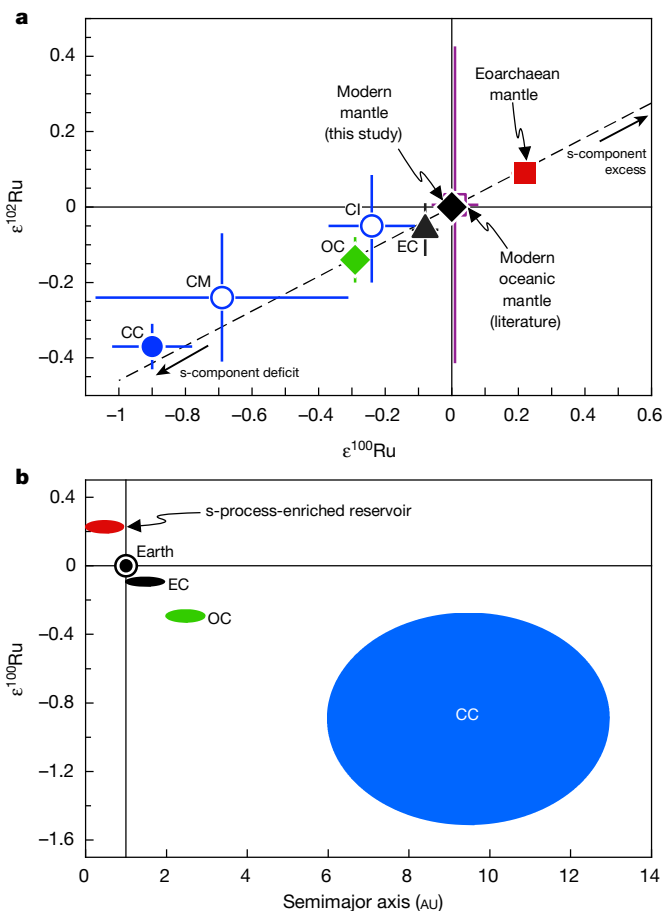 a
0.4
0.2
0
−0.2
−0.4
ε102Ru
Modern
mantle
(this study)
Eoarchaean
mantle
s-component
excess
CI
OC
EC
CM
CC
Modern
oceanic
mantle
(literature)
s-component deficit
−1
−0.8
−0.6
−0.4
−0.2
0
0.2
0.4
0.6
ε100Ru
b
0.4
0
−0.4
−0.8
−1.2
−1.6
ε100Ru
s-process-enriched reservoir
Earth
EC
OC
CC
0
2
4
6
8
10
12
14
Semimajor axis (AU)